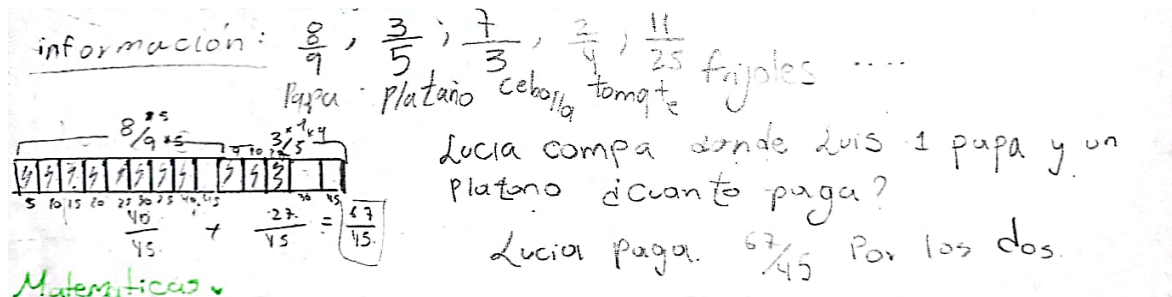 información: 8/9, 3/5; 7/3, 3/4; 11/25 frijoles ....
Papa platano cebolla tomate
8/9 *5 *5 3/5
5 10 15 20 25 30 35 40 45
40/45 + 27/45 = 67/45
Lucia compa donde Luis 1 papa y un
platano ¿cuanto paga?
Lucia paga. 67/45 Por los dos.
Matematicas.